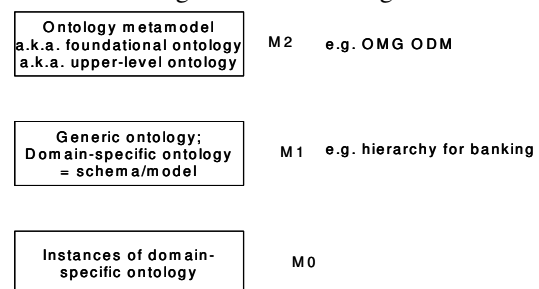 Ontology metamodel
a.k.a. foundational ontology
a.k.a. upper-level ontology
M2
e.g. OMG ODM
Generic ontology;
Domain-specific ontology
= schema/model
M1
e.g. hierarchy for banking
Instances of domain-
specific ontology
M0